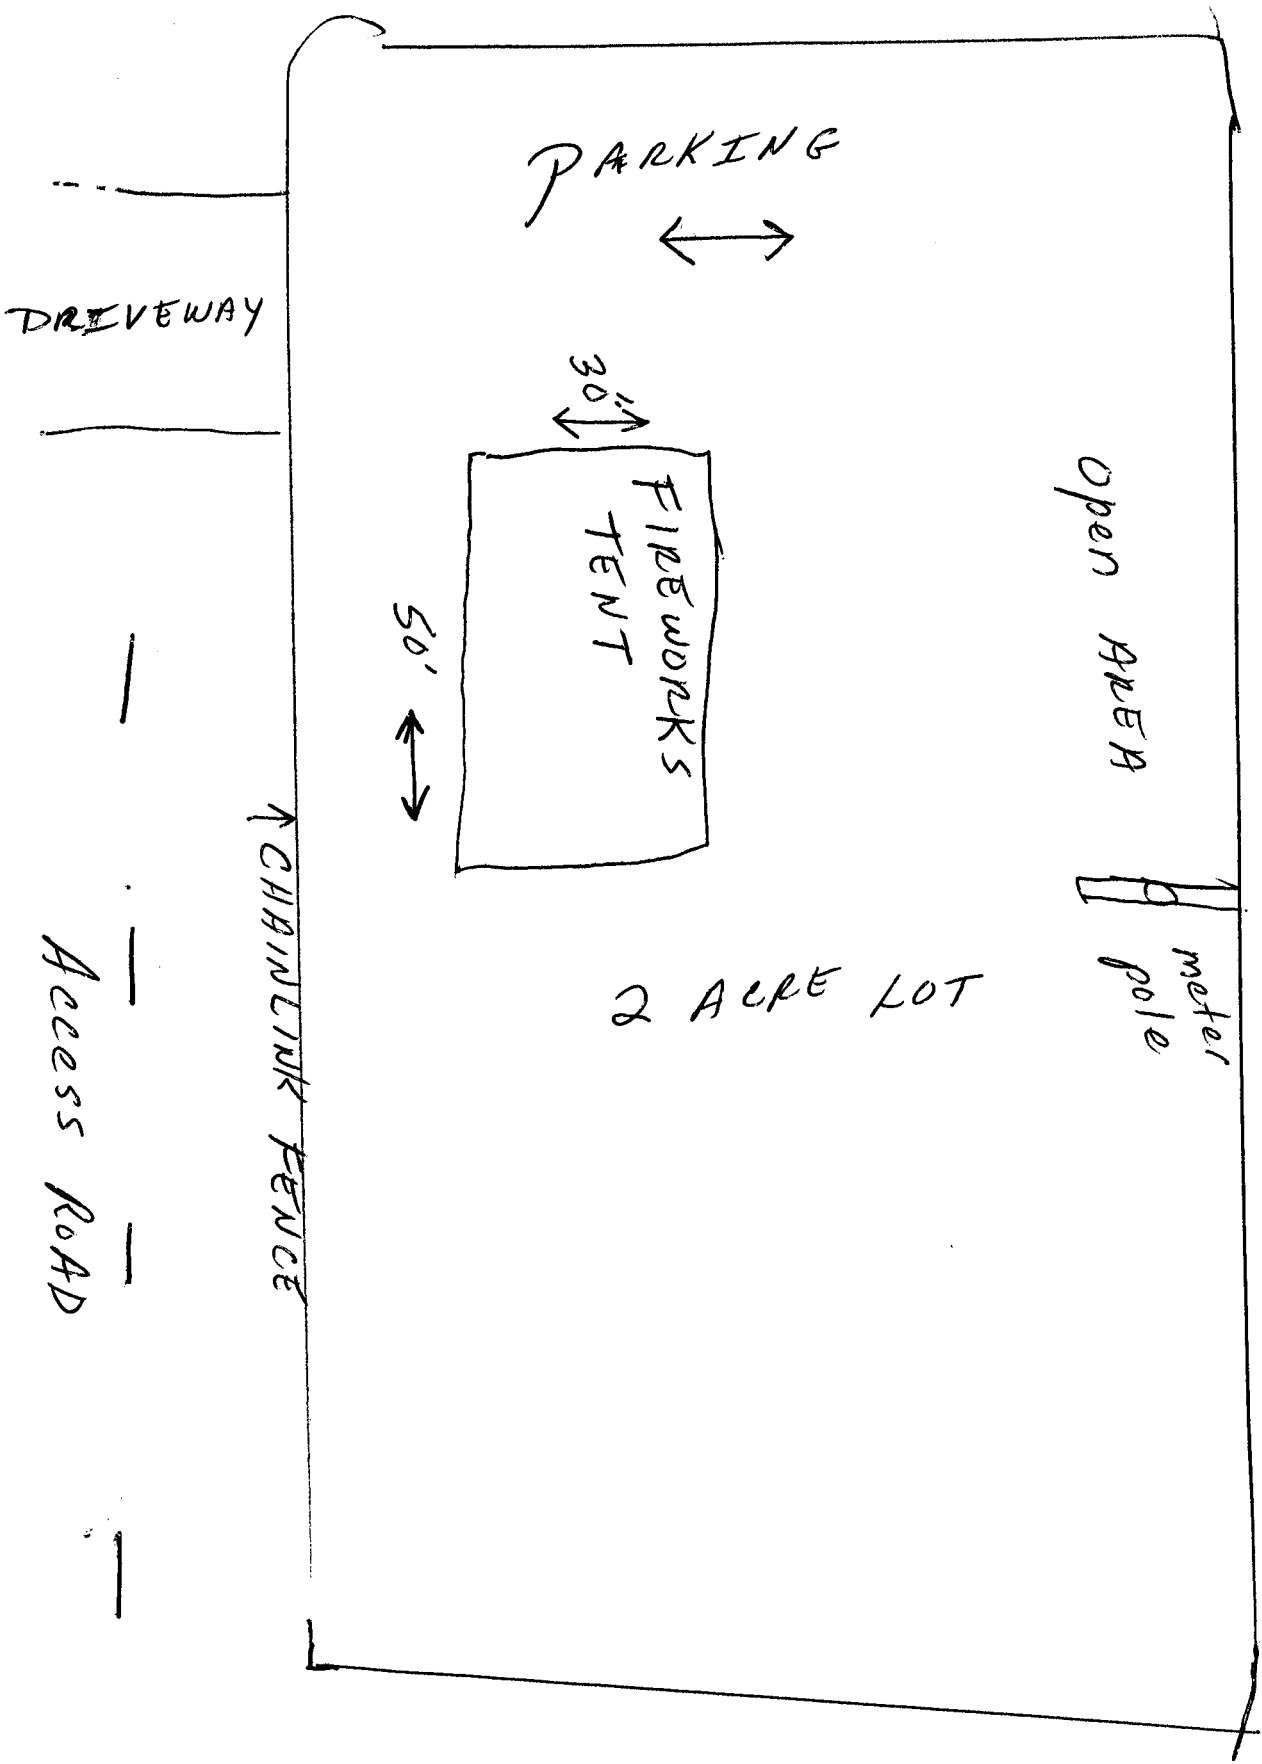 PARKING
DRIVEWAY
30"
FIREWORKS
TENT
50'
Open AREA
meter
pole
2 ACRE LOT
CHAINLINK FENCE
Access ROAD